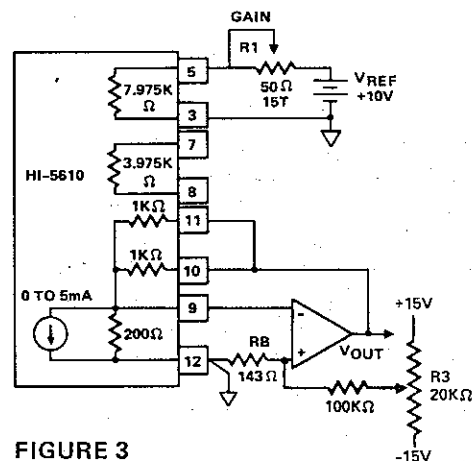 GAIN
R1
5
50Ω
15T
VREF
+10V
7.975K
Ω
3
7
3.975K
Ω
8
HI-5610
1KΩ
11
1KΩ
10
0 TO 5mA
9
-
+
+15V
200Ω
VOUT
12
RB
143Ω
100KΩ
R3
20KΩ
-15V
FIGURE 3